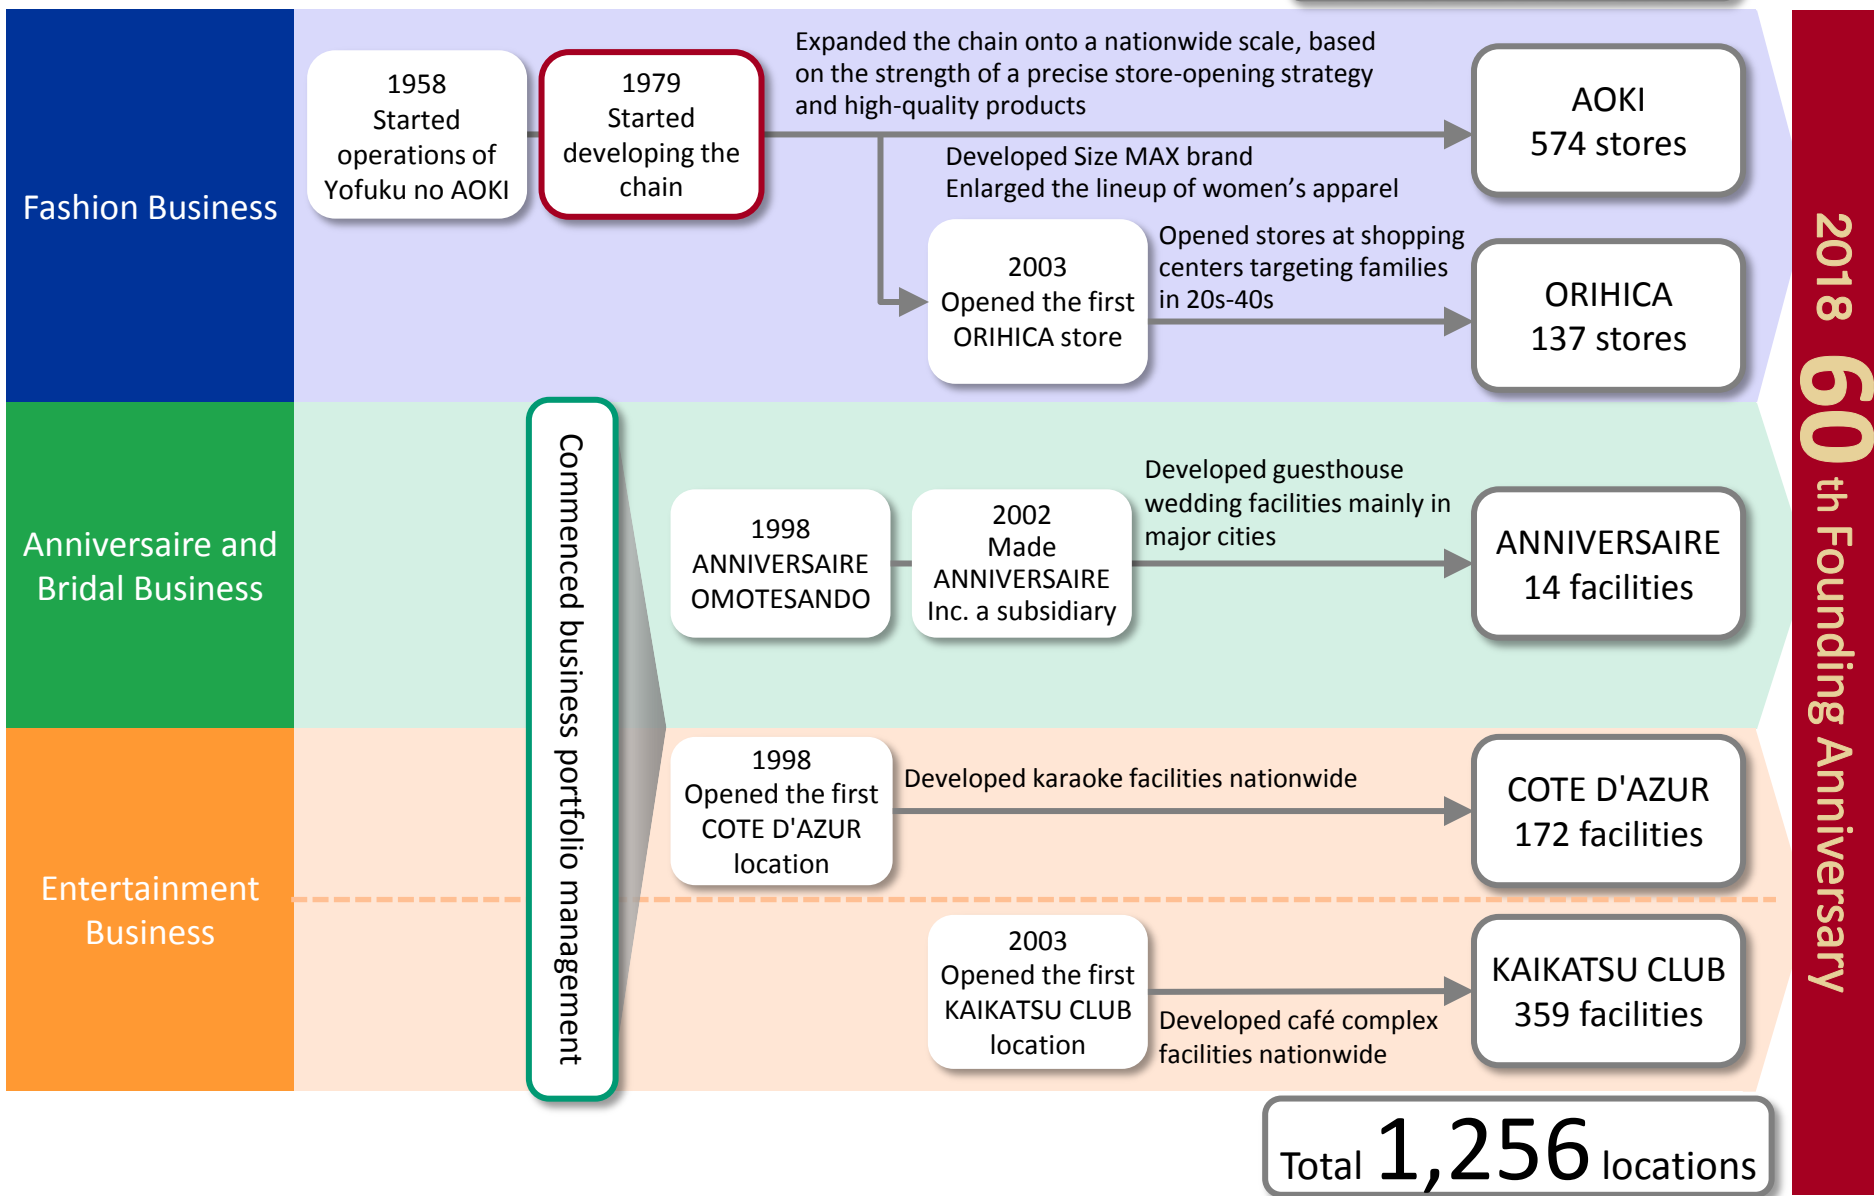 Fashion Business
1958
Started
operations of
Yofuku no AOKI
1979
Started
developing the
chain
Expanded the chain onto a nationwide scale, based
on the strength of a precise store-opening strategy
and high-quality products
AOKI
574 stores
Developed Size MAX brand
Enlarged the lineup of women’s apparel
2003
Opened the first
ORIHICA store
Opened stores at shopping
centers targeting families
in 20s-40s
ORIHICA
137 stores
Anniversaire and
Bridal Business
Commenced business portfolio management
1998
ANNIVERSAIRE
OMOTESANDO
2002
Made
ANNIVERSAIRE
Inc. a subsidiary
Developed guesthouse
wedding facilities mainly in
major cities
ANNIVERSAIRE
14 facilities
Entertainment
Business
1998
Opened the first
COTE D'AZUR
location
Developed karaoke facilities nationwide
COTE D'AZUR
172 facilities
2003
Opened the first
KAIKATSU CLUB
location
Developed café complex
facilities nationwide
KAIKATSU CLUB
359 facilities
Total 1,256 locations
2018 60th Founding Anniversary